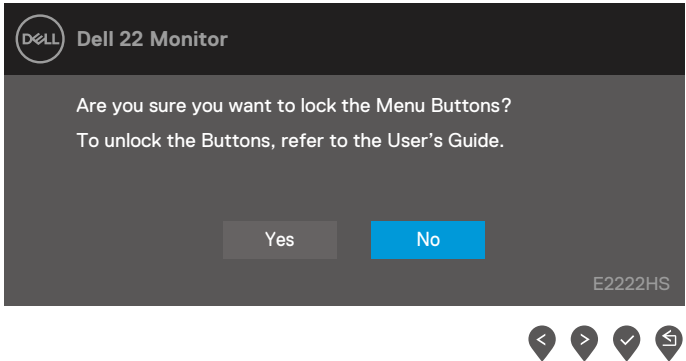 DELL
Dell 22 Monitor
Are you sure you want to lock the Menu Buttons?
To unlock the Buttons, refer to the User’s Guide.
Yes No
E2222HS